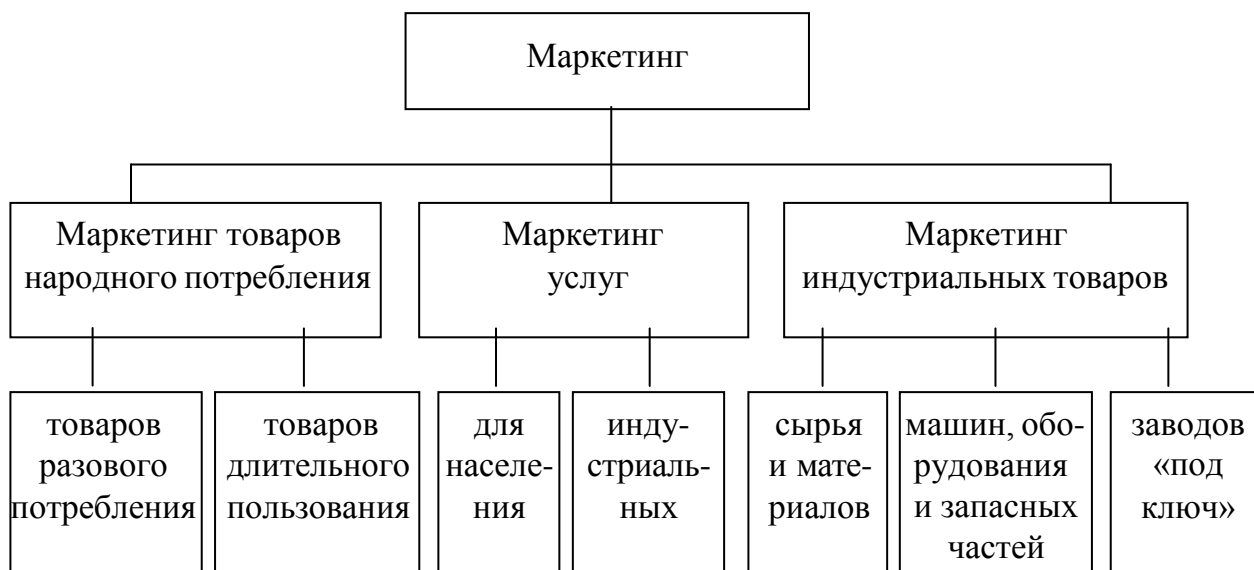 Маркетинг
Маркетинг товаров
народного потребления
Маркетинг
услуг
Маркетинг
индустриальных товаров
товаров
разового
потребления
товаров
длительного
пользования
для
населе-
ния
инду-
стриаль-
ных
сырья
и мате-
риалов
машин, обо-
рудования
и запасных
частей
заводов
«под
ключ»